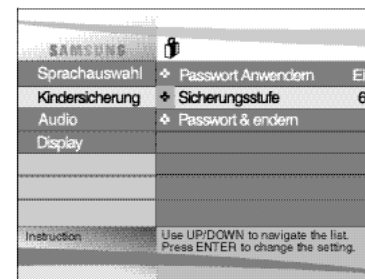 SAMSUNG
Sprachauswahl ❖ Passwort Anwendern Ei
Kindersicherung ❖ Sicherungsstufe 6
Audio ❖ Passwort & endern
Display
Instruction Use UP/DOWN to navigate the list.
Press ENTER to change the setting.